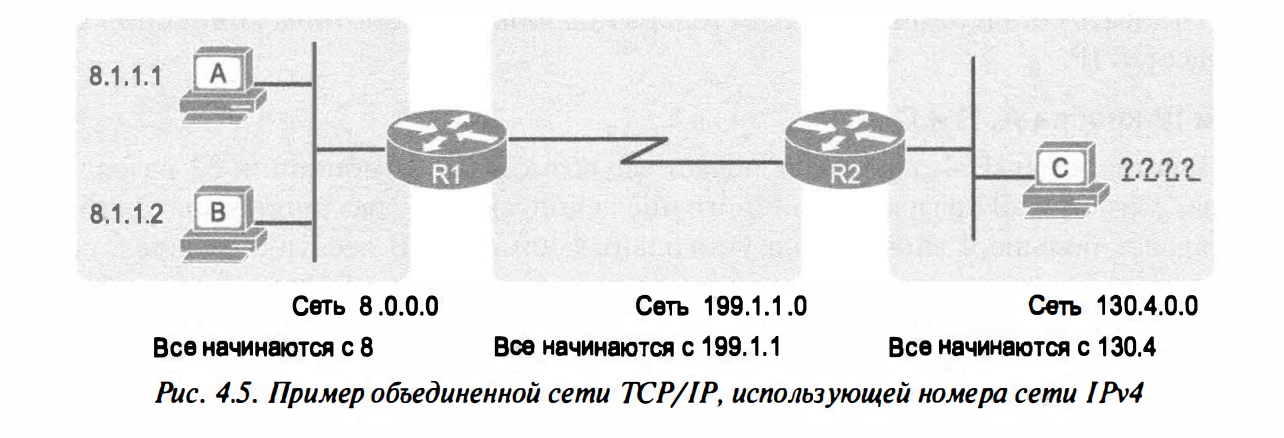 8.1.1.1
A
R1
R2
C
?.?.?.?
8.1.1.2
B
Сеть 8.0.0.0
Сеть 199.1.1.0
Сеть 130.4.0.0
Все начинаются с 8
Все начинаются с 199.1.1
Все начинаются с 130.4
Рис. 4.5. Пример объединенной сети TCP/IP, использующей номера сети IPv4